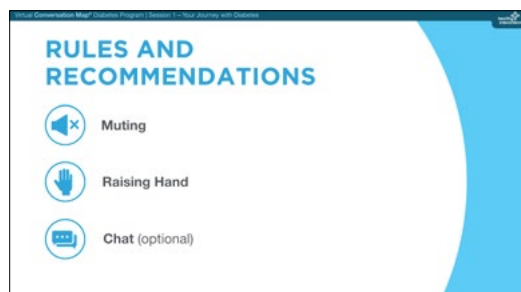 Virtual Conversation Map® Diabetes Program | Session 1 – Your Journey with Diabetes
RULES AND
RECOMMENDATIONS
Muting
Raising Hand
Chat (optional)